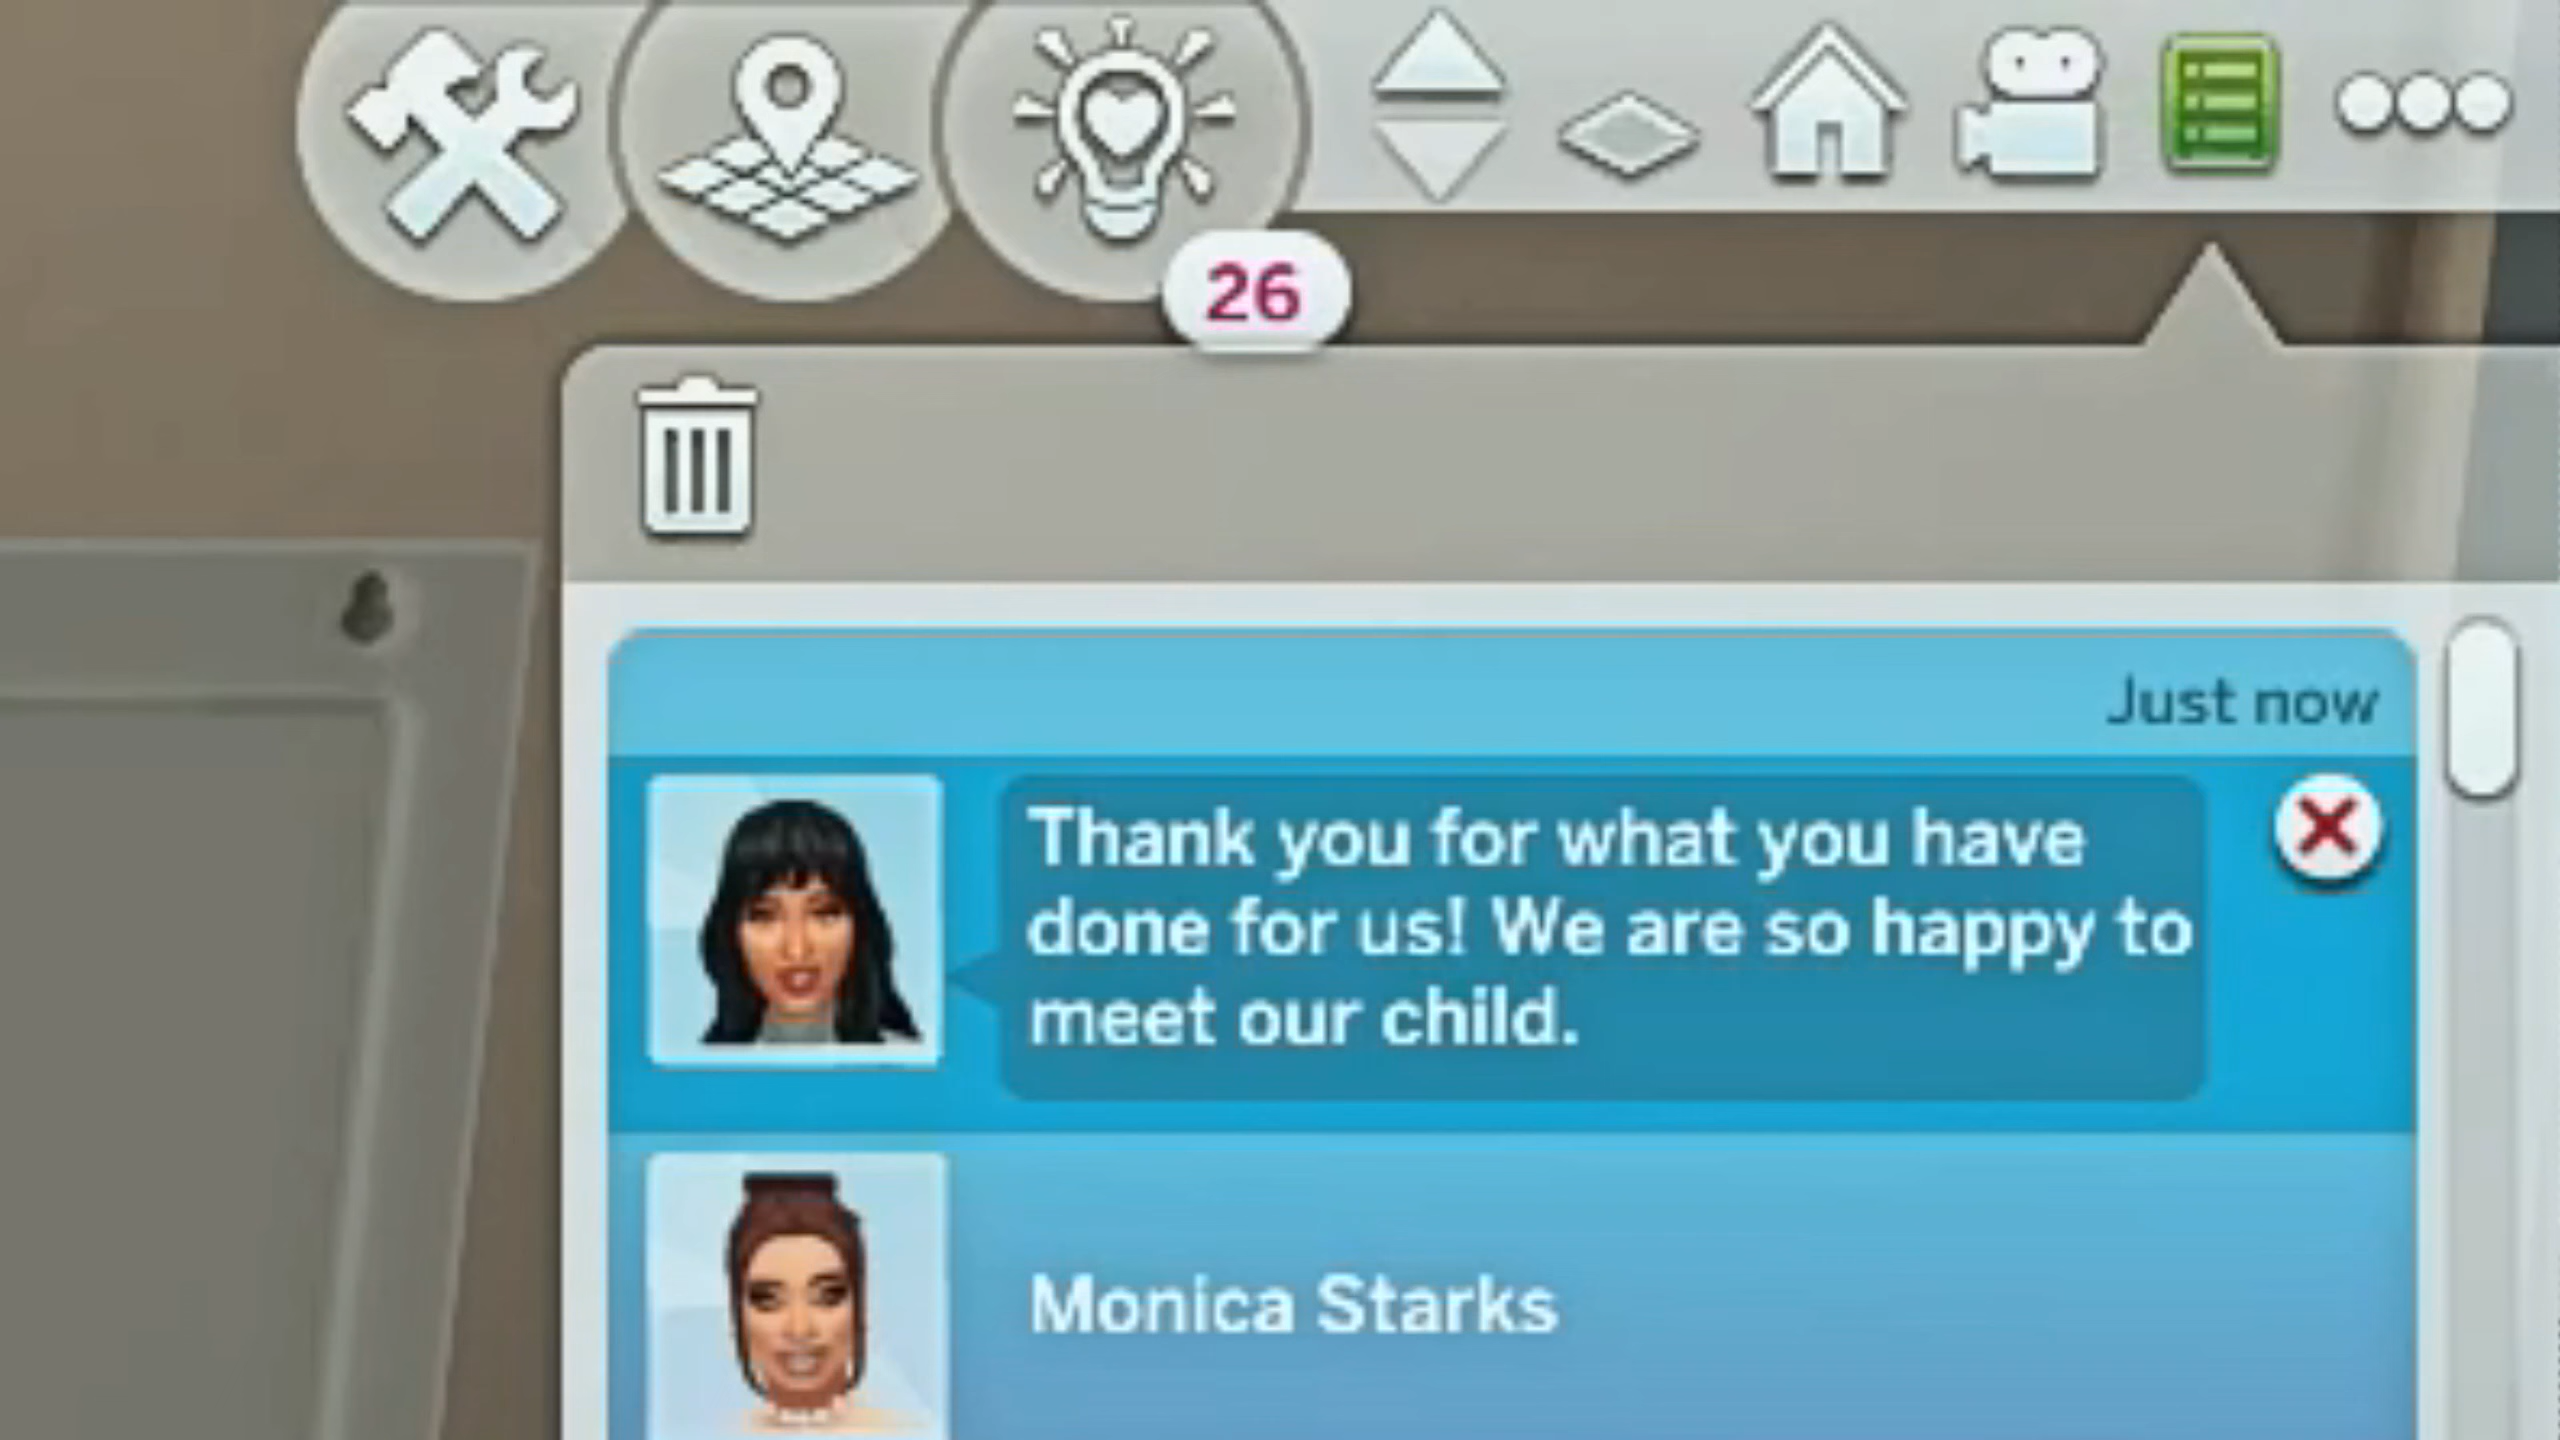 26
Just now
Thank you for what you have
done for us! We are so happy to
meet our child.
Monica Starks